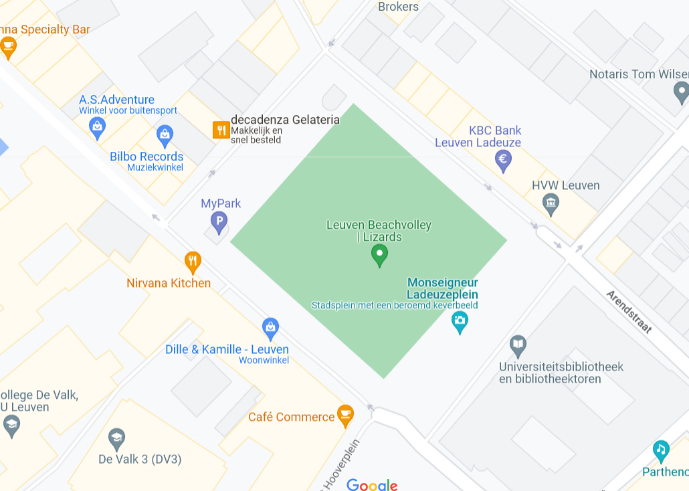 Brokers
nna Specialty Bar
Notaris Tom Wilsen
A.S.Adventure
Winkel voor buitensport
decadenza Gelateria
Makkelijk en
snel besteld
KBC Bank
Leuven Ladeuze
Bilbo Records
Muziekwinkel
HVW Leuven
MyPark
P
Leuven Beachvolley
| Lizards
Nirvana Kitchen
Monseigneur
Ladeuzeplein
Stadsplein met een beroemd keverbeeld
Arendstraat
Dille & Kamille - Leuven
Woonwinkel
Universiteitsbibliotheek
en bibliotheektoren
ollege De Valk,
U Leuven
Café Commerce
De Valk 3 (DV3)
Hooverplein
Parthenon
Google